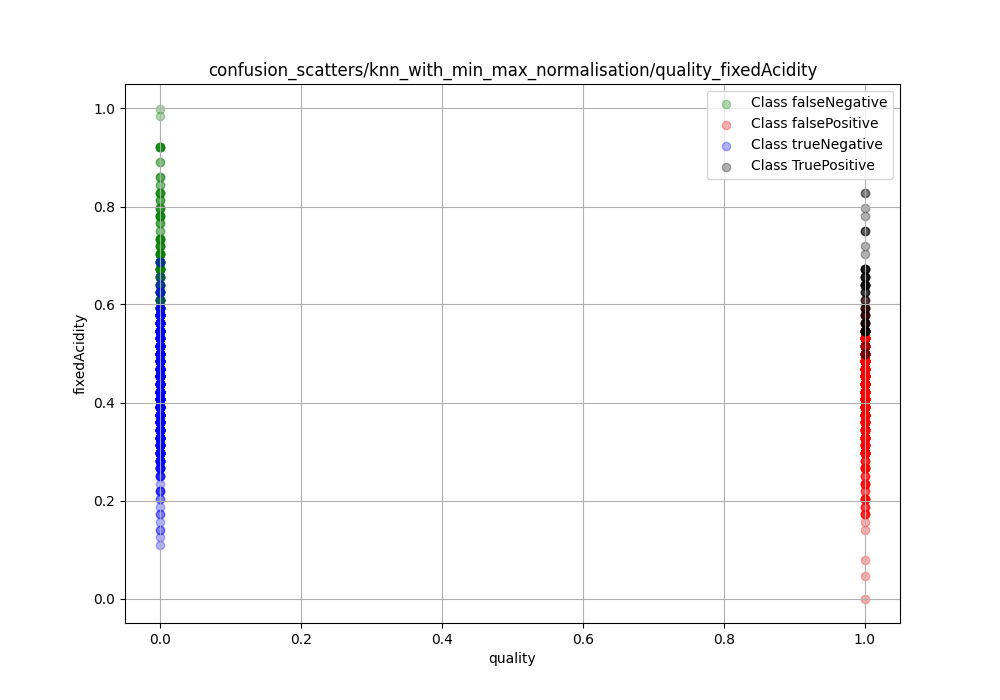 confusion_scatters/knn_with_min_max_normalisation/quality_fixedAcidity
1.0
0.8
0.6
0.4
0.2
0.0
fixedAcidity
Class falseNegative
Class falsePositive
Class trueNegative
Class TruePositive
0.0 0.2 0.4 0.6 0.8 1.0
quality